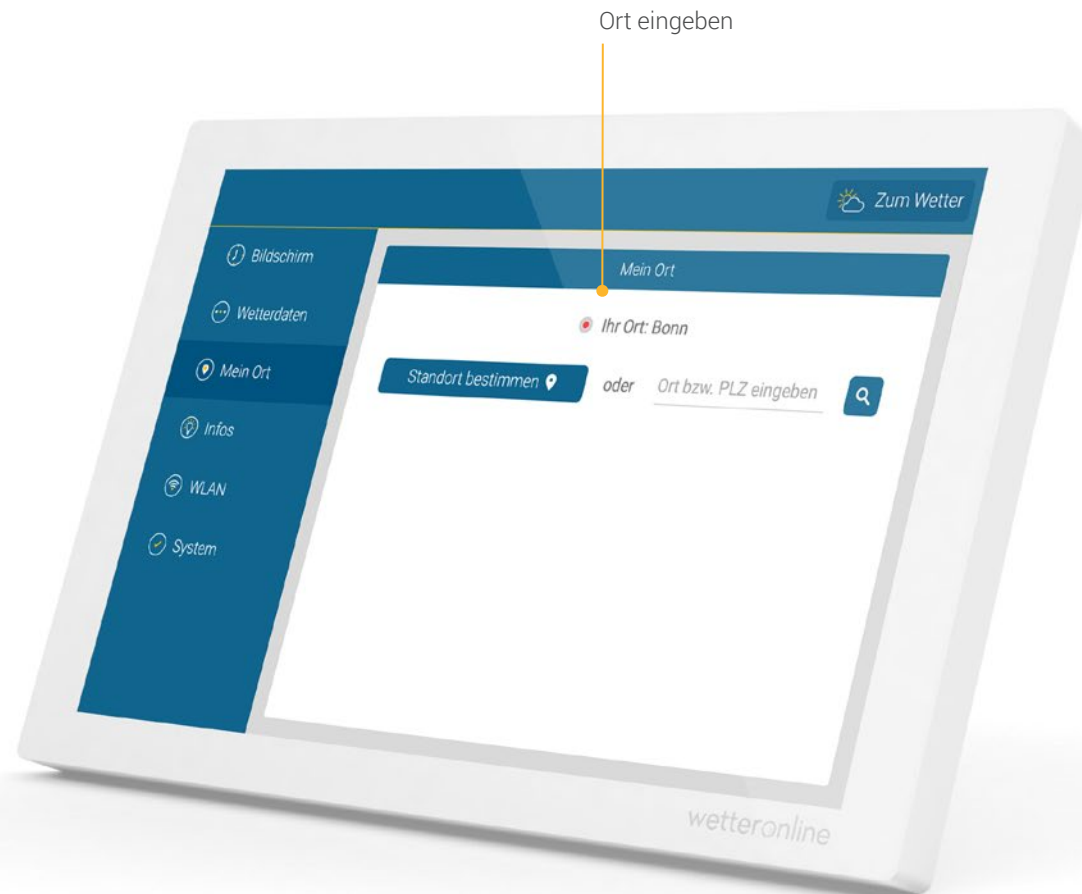 Ort eingeben
Zum Wetter
Bildschirm
Wetterdaten
Mein Ort
Infos
WLAN
System
Mein Ort
Ihr Ort: Bonn
Standort bestimmen oder Ort bzw. PLZ eingeben
wetteronline